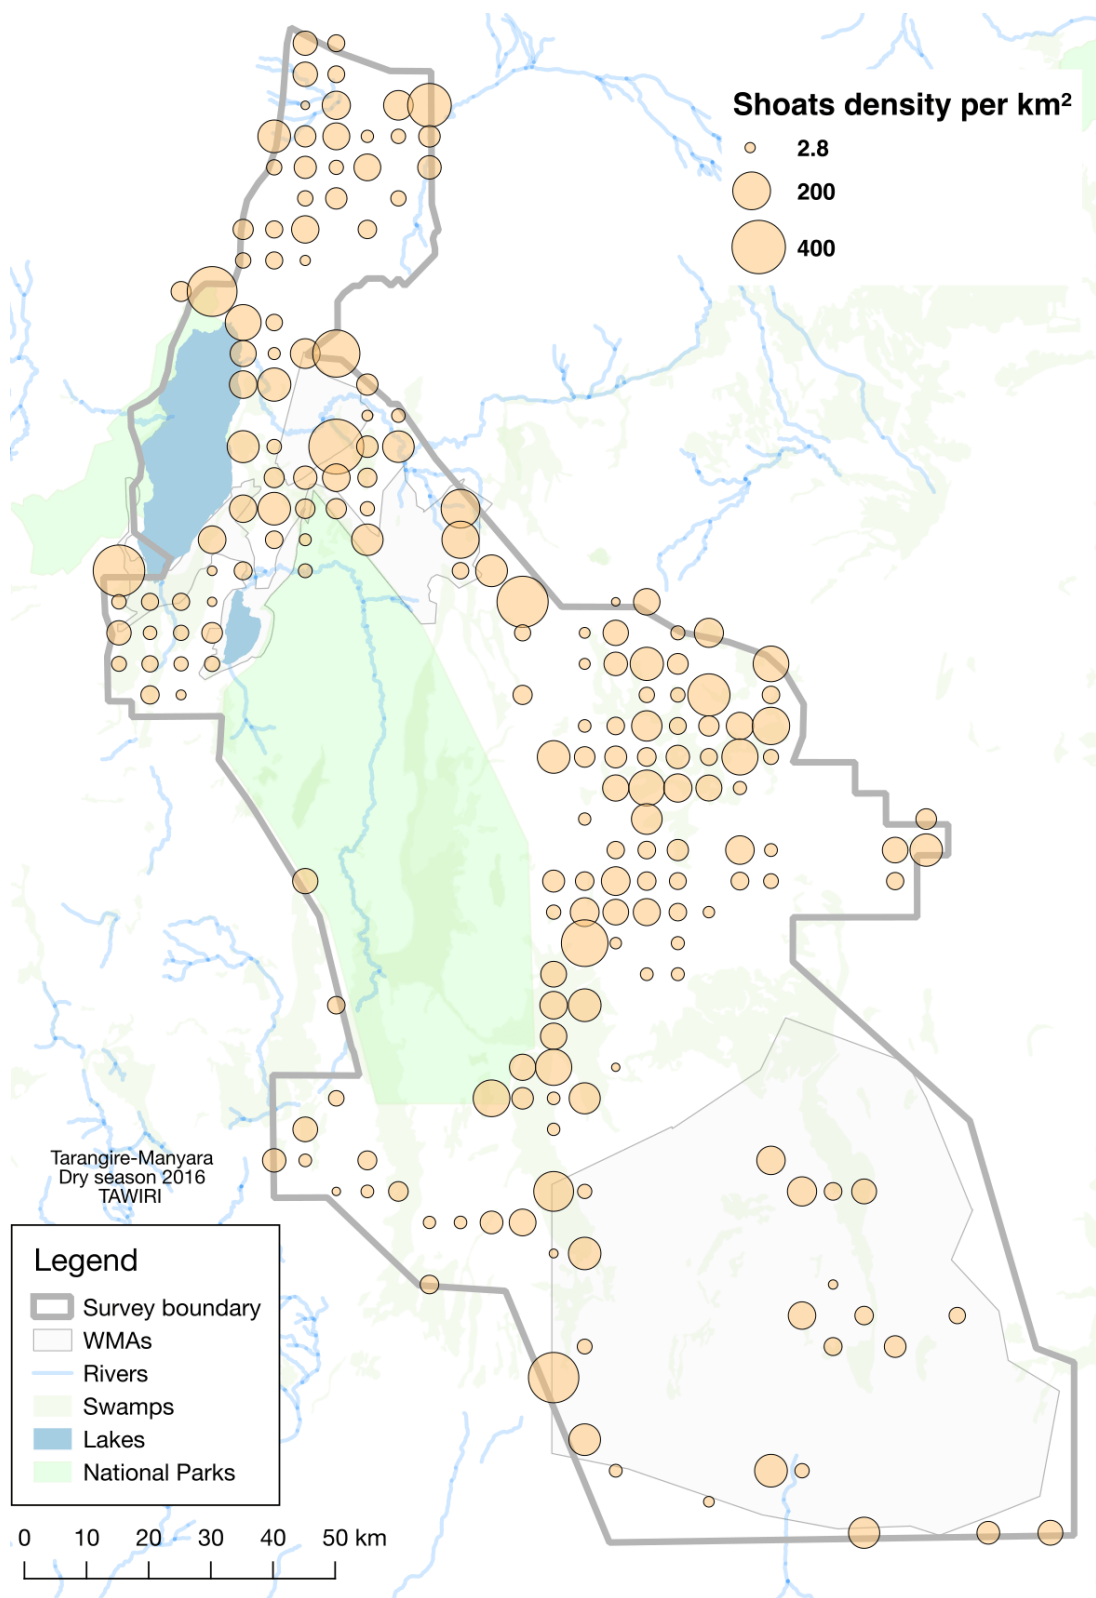 Shoats density per km²
2.8
200
400
Tarangire-Manyara
Dry season 2016
TAWIRI
Legend
Survey boundary
WMAs
Rivers
Swamps
Lakes
National Parks
0 10 20 30 40 50 km